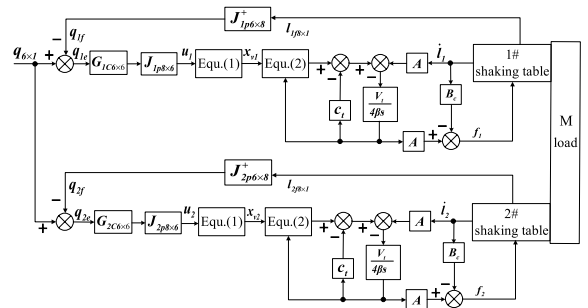 J⁺1p6×8
l1f8×1
q6×1
q1f
q1e
G1C6×6
J1p8×6
u1
Equ.(1)
xv1
Equ.(2)
ct
Vt
4βs
A
A
i̇1
Bc
f1
1#
shaking table
M
load
J⁺2p6×8
l2f8×1
q2f
q2e
G2C6×6
J2p8×6
u2
Equ.(1)
xv2
Equ.(2)
ct
Vt
4βs
A
A
i̇2
Bc
f2
2#
shaking table